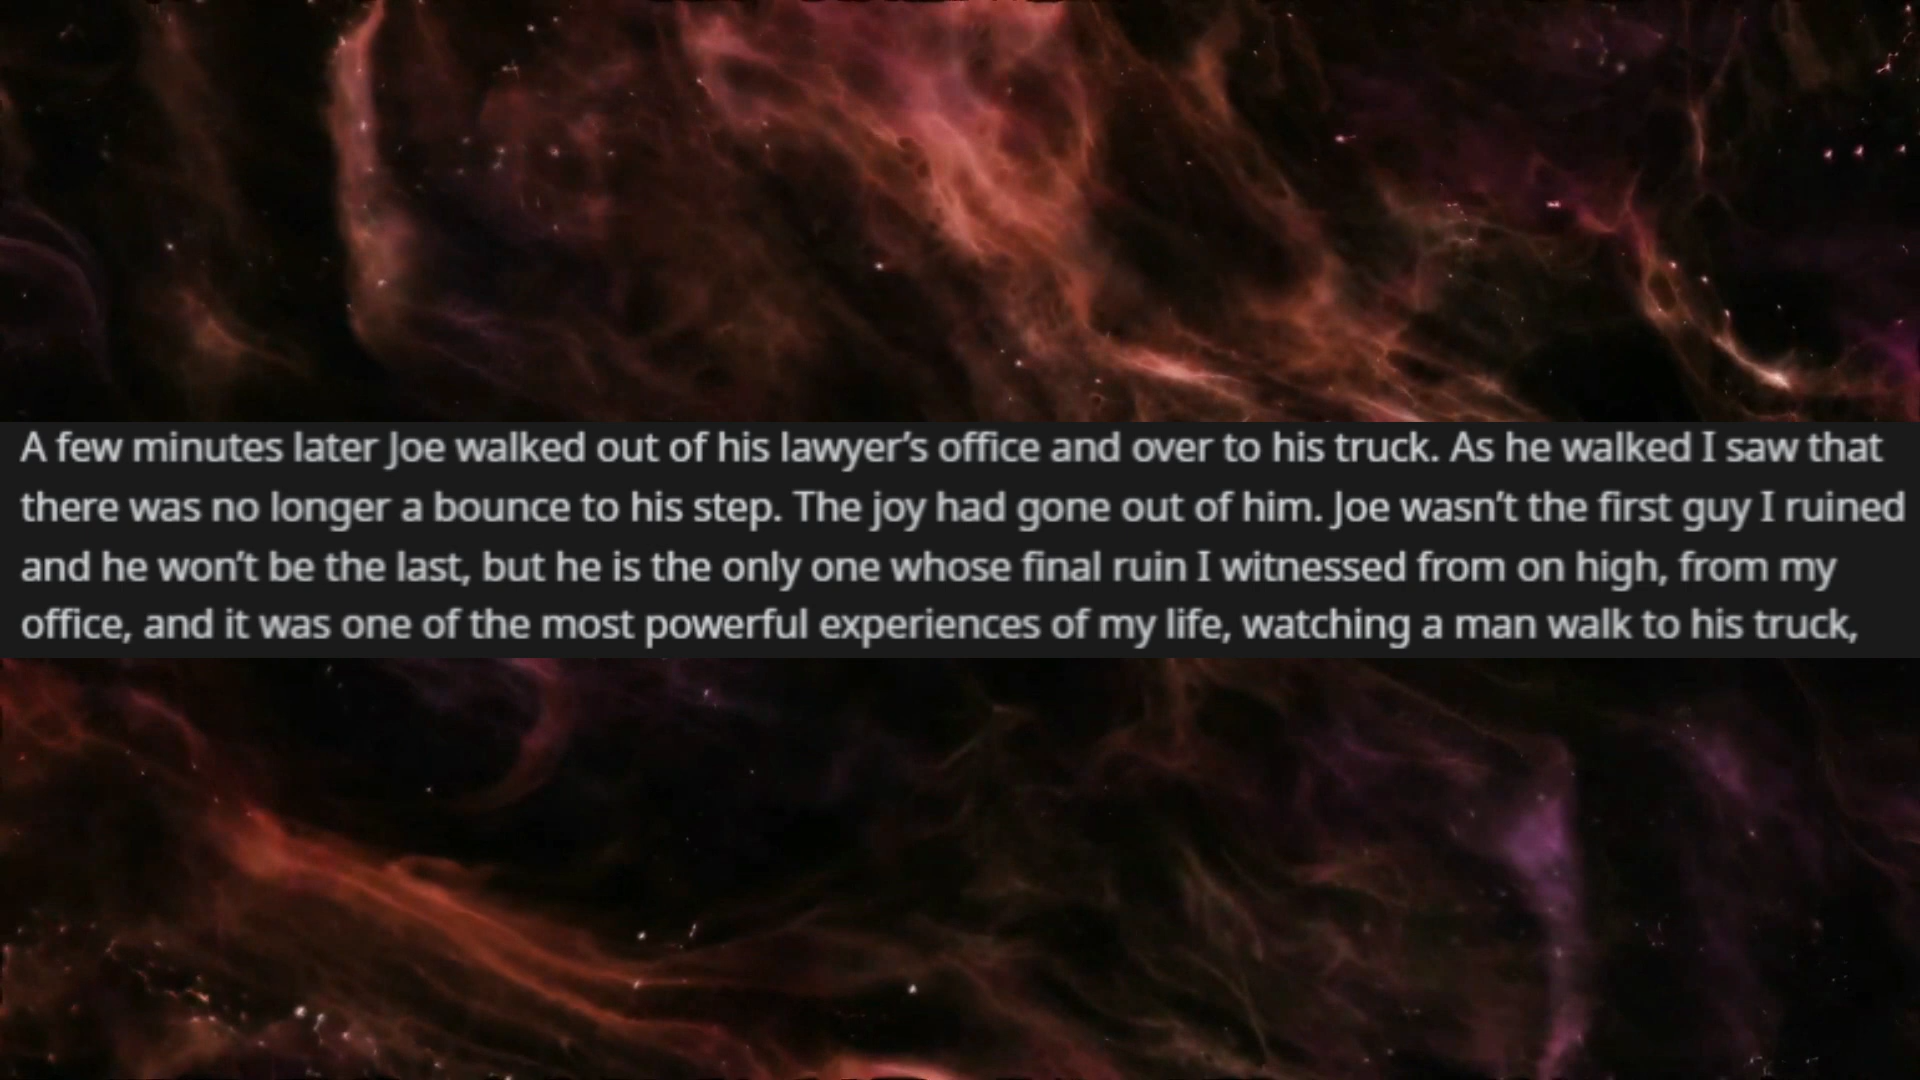 A few minutes later Joe walked out of his lawyer’s office and over to his truck. As he walked I saw that
there was no longer a bounce to his step. The joy had gone out of him. Joe wasn’t the first guy I ruined
and he won’t be the last, but he is the only one whose final ruin I witnessed from on high, from my
office, and it was one of the most powerful experiences of my life, watching a man walk to his truck,